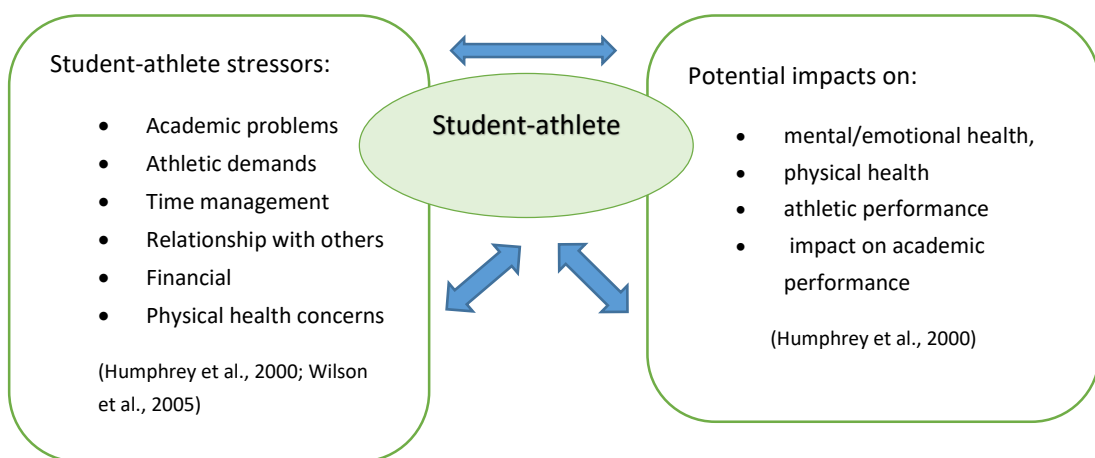 Student-athlete stressors:
• Academic problems
• Athletic demands
• Time management
• Relationship with others
• Financial
• Physical health concerns
(Humphrey et al., 2000; Wilson
et al., 2005)
Student-athlete
Potential impacts on:
• mental/emotional health,
• physical health
• athletic performance
• impact on academic
performance
(Humphrey et al., 2000)